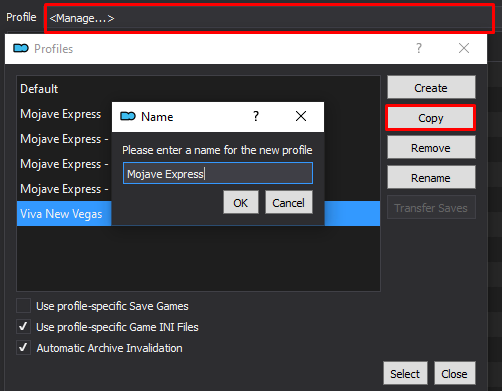 Profile <Manage...>
Profiles ?
Default
Mojave Express
Mojave Express -
Mojave Express -
Mojave Express -
Viva New Vegas
Create
Copy
Remove
Rename
Transfer Saves
Name ?
Please enter a name for the new profile
Mojave Express
OK Cancel
Use profile-specific Save Games
Use profile-specific Game INI Files
Automatic Archive Invalidation
Select Close